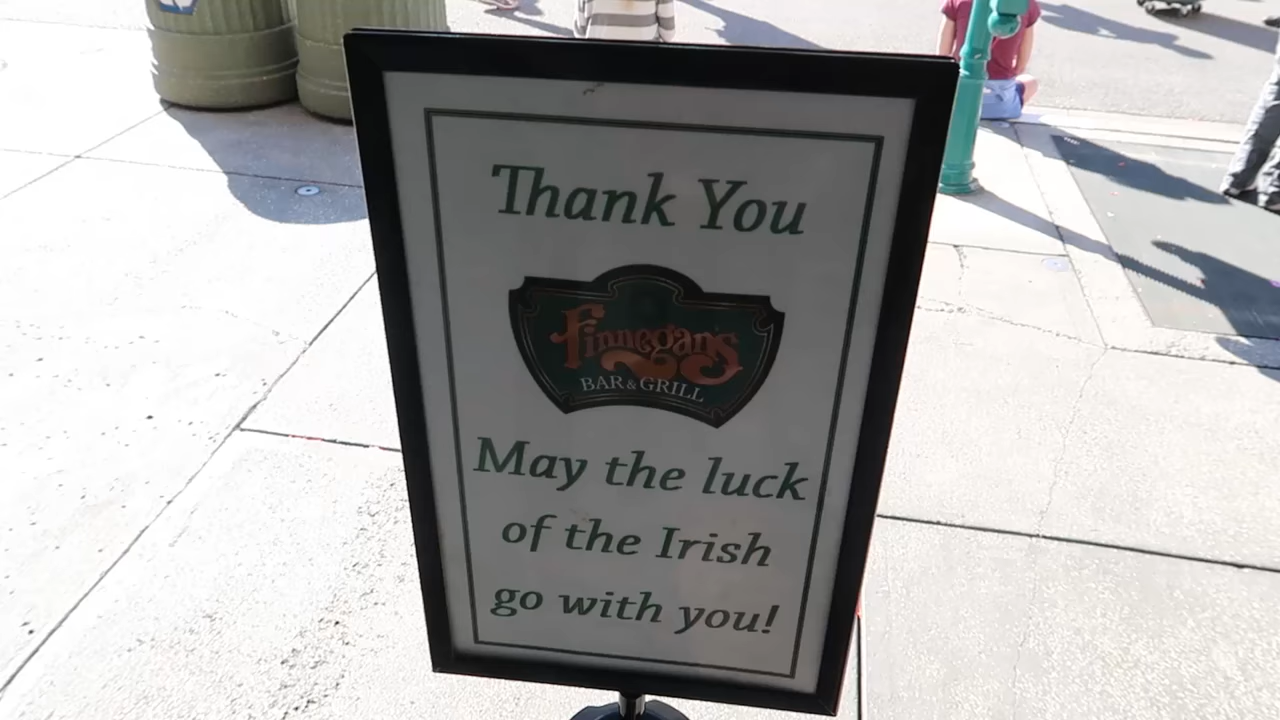 Thank You
Finnegan's
BAR & GRILL
May the luck
of the Irish
go with you!